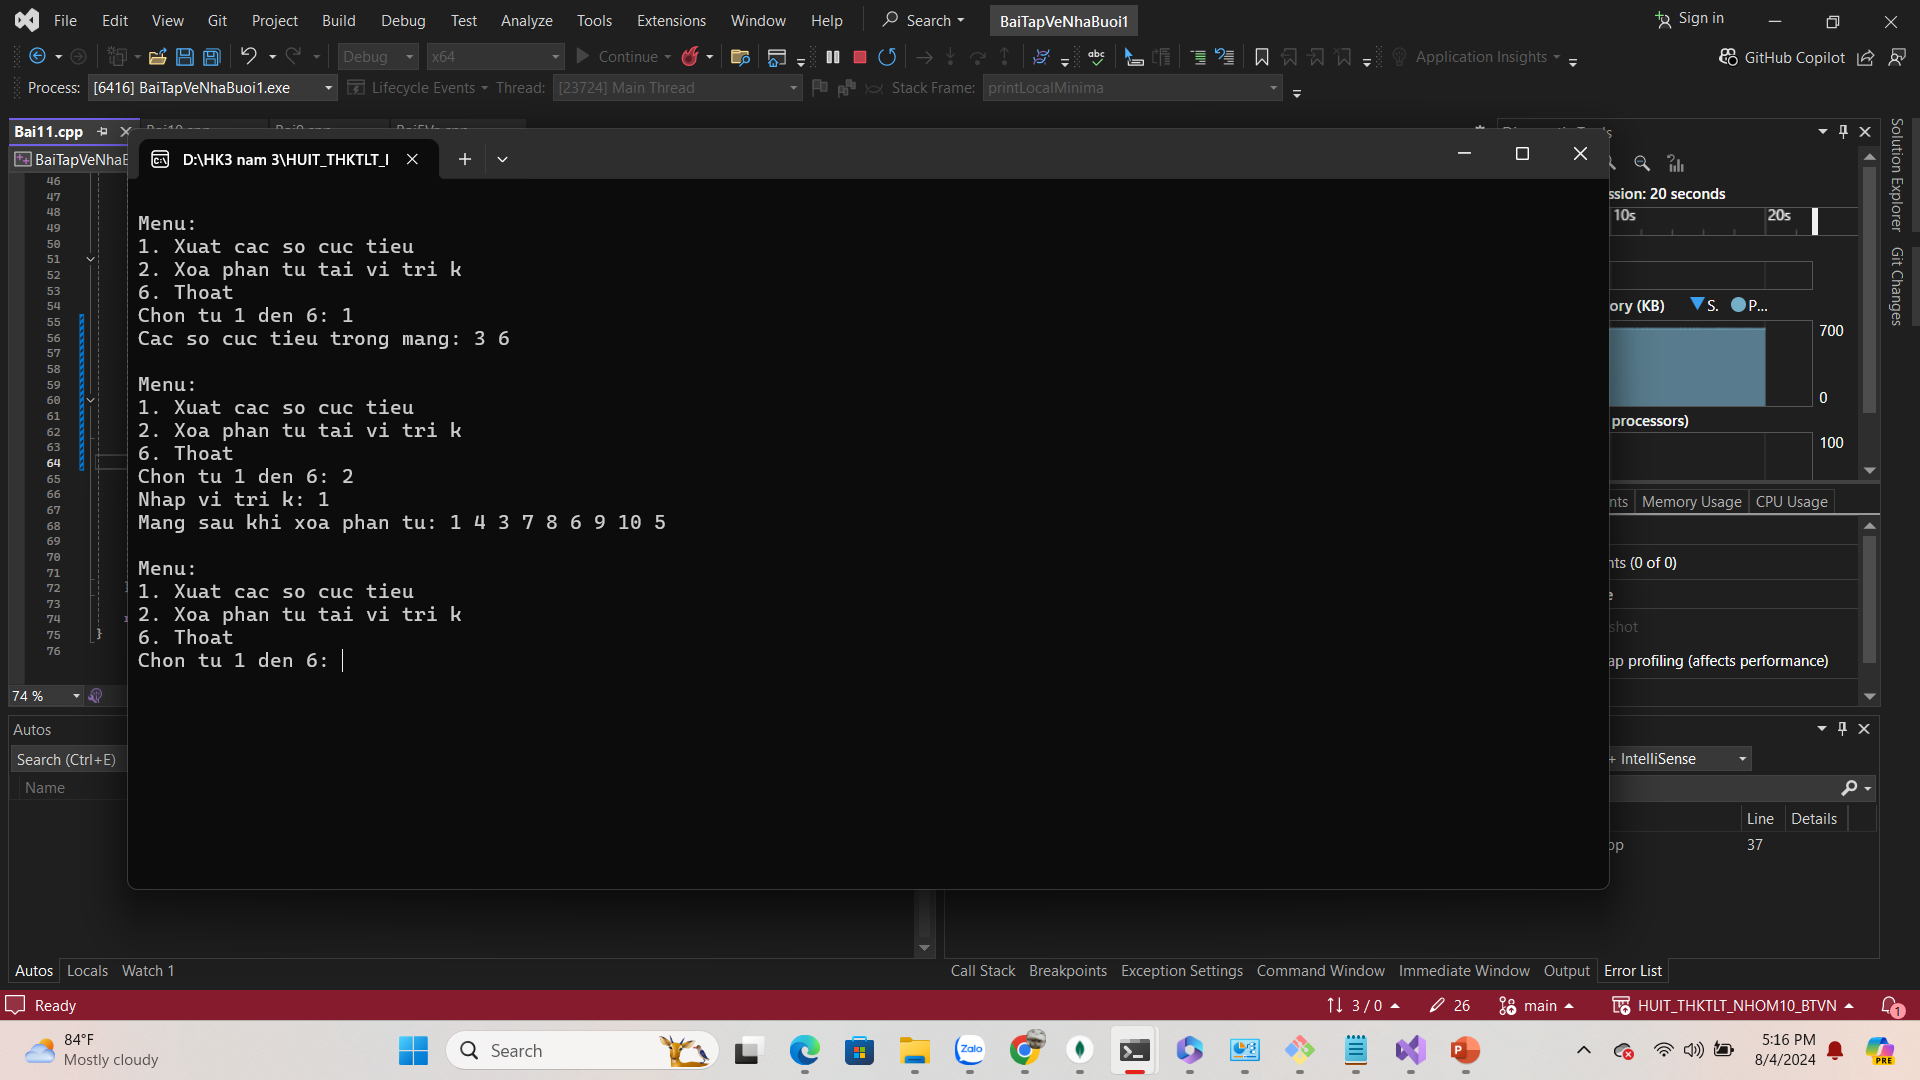 File Edit View Git Project Build Debug Test Analyze Tools Extensions Window Help Search BaiTapVeNhaBuoi1 Sign in
Debug x64 Continue abc Application Insights GitHub Copilot
Process: [6416] BaiTapVeNhaBuoi1.exe Lifecycle Events Thread: [23724] Main Thread Stack Frame: printLocalMinima
Bai11.cpp
D:\HK3 nam 3\HUIT_THKTLT_
BaiTapVeNhaB
46
47
48
49
50
51
52
53
54
55
56
57
58
59
60
61
62
63
64
65
66
67
68
69
70
71
72
73
74
75
76
Menu:
1. Xuat cac so cuc tieu
2. Xoa phan tu tai vi tri k
6. Thoat
Chon tu 1 den 6: 1
Cac so cuc tieu trong mang: 3 6
Menu:
1. Xuat cac so cuc tieu
2. Xoa phan tu tai vi tri k
6. Thoat
Chon tu 1 den 6: 2
Nhap vi tri k: 1
Mang sau khi xoa phan tu: 1 4 3 7 8 6 9 10 5
Menu:
1. Xuat cac so cuc tieu
2. Xoa phan tu tai vi tri k
6. Thoat
Chon tu 1 den 6:
ssion: 20 seconds
10s 20s
ory (KB) S. P...
700
0
processors)
100
nts Memory Usage CPU Usage
nts (0 of 0)
shot
ap profiling (affects performance)
Solution Explorer
Git Changes
74 %
Autos
Search (Ctrl+E)
Name
+ IntelliSense
Line Details
pp 37
Autos Locals Watch 1
Call Stack Breakpoints Exception Settings Command Window Immediate Window Output Error List
Ready 3 / 0 26 main HUIT_THKTLT_NHOM10_BTVN 1
84°F
Mostly cloudy
Search
Zalo
5:16 PM
8/4/2024
PRE